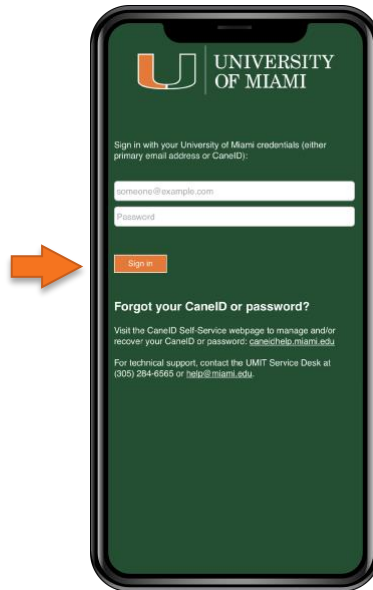 UNIVERSITY
OF MIAMI
Sign in with your University of Miami credentials (either
primary email address or CaneID):
someone@example.com
Password
Sign in
Forgot your CaneID or password?
Visit the CaneID Self-Service webpage to manage and/or
recover your CaneID or password: caneidhelp.miami.edu
For technical support, contact the UMIT Service Desk at
(305) 284-6565 or help@miami.edu.